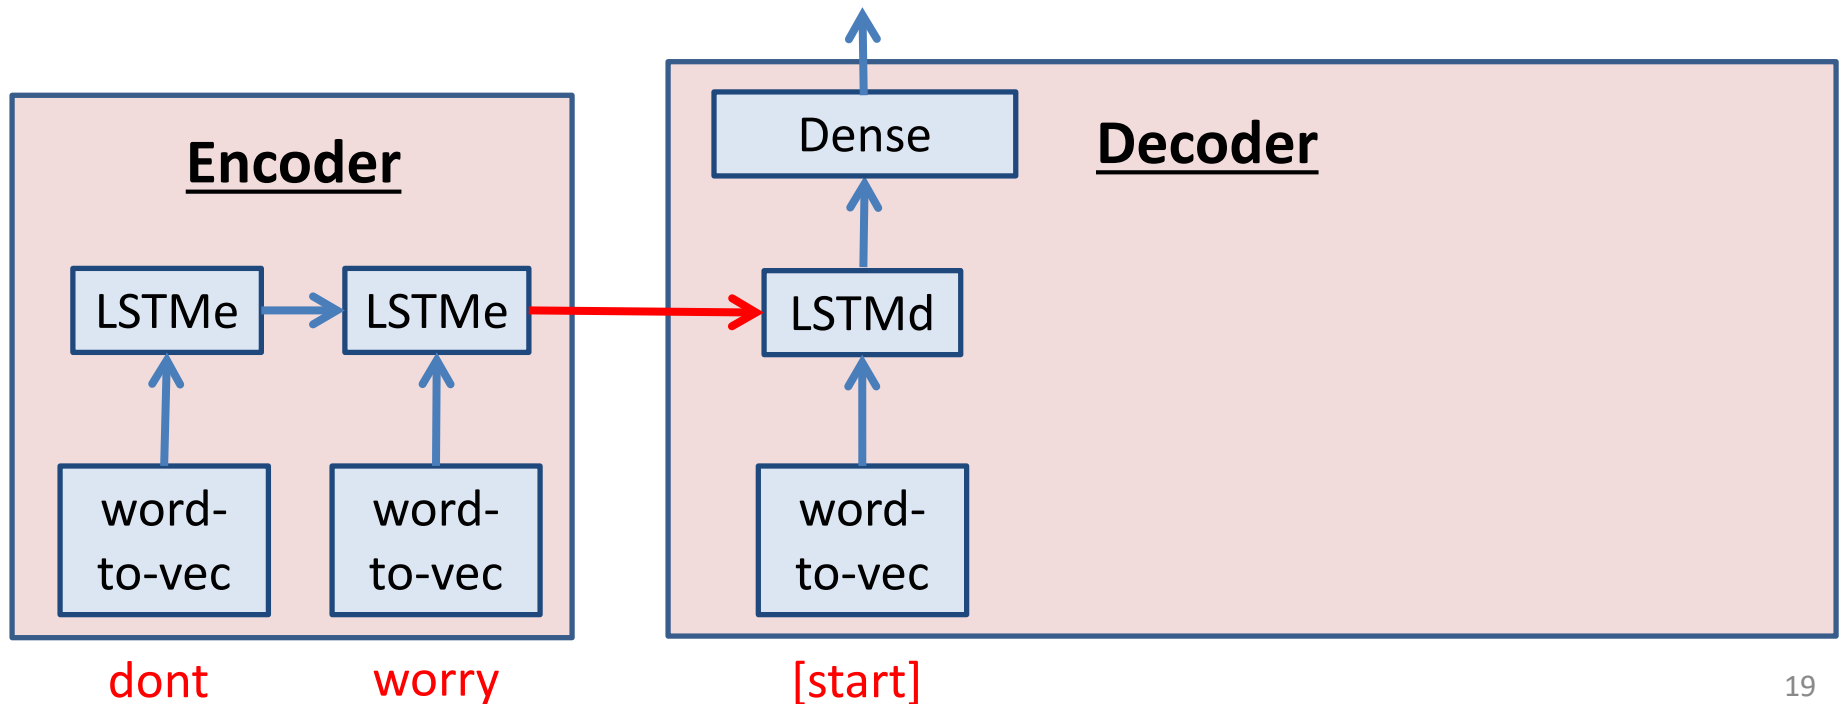 Encoder
LSTMe
LSTMe
word-
to-vec
word-
to-vec
dont
worry
Decoder
Dense
LSTMd
word-
to-vec
[start]
19